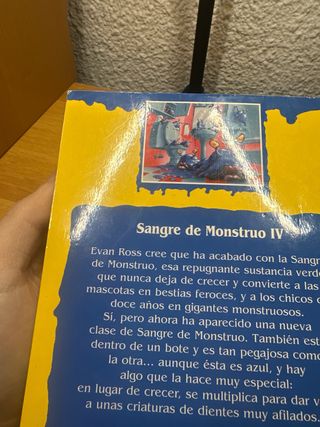 Sangre de Monstruo IV
Evan Ross cree que ha acabado con la Sangr
de Monstruo, esa repugnante sustancia verde
que nunca deja de crecer y convierte a las
mascotas en bestias feroces, y a los chicos d
doce años en gigantes monstruosos.
Sí, pero ahora ha aparecido una nueva
clase de Sangre de Monstruo. También est
dentro de un bote y es tan pegajosa como
la otra... aunque ésta es azul, y hay
algo que la hace muy especial:
en lugar de crecer, se multiplica para dar v
a unas criaturas de dientes muy afilados.